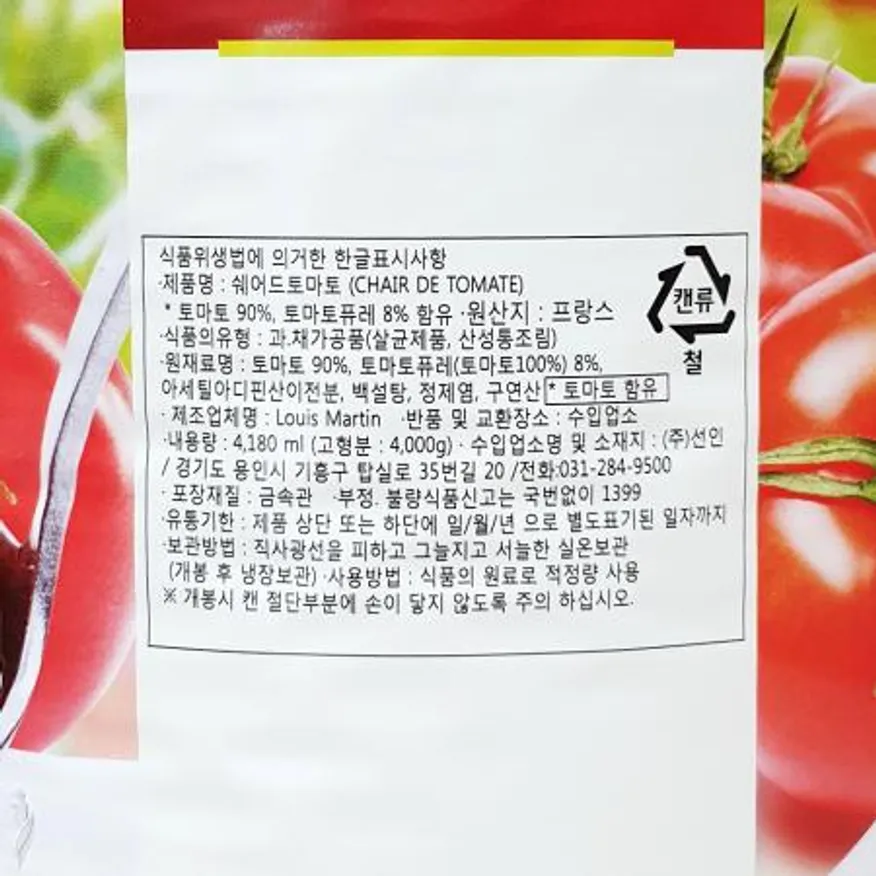 식품위생법에 의거한 한글표시사항
·제품명 : 쉐어드토마토 (CHAIR DE TOMATE)
* 토마토 90%, 토마토퓨레 8% 함유 ·원산지 : 프랑스
·식품의유형 : 과.채가공품(살균제품, 산성통조림)
·원재료명 : 토마토 90%, 토마토퓨레(토마토100%) 8%,
아세틸아디핀산이전분, 백설탕, 정제염, 구연산 * 토마토 함유
· 제조업체명 : Louis Martin ·반품 및 교환장소 : 수입업소
·내용량 : 4,180 ml (고형분 : 4,000g) · 수입업소명 및 소재지 : (주)선인
/ 경기도 용인시 기흥구 탑실로 35번길 20 /전화:031-284-9500
· 포장재질 : 금속관 ·부정. 불량식품신고는 국번없이 1399
·유통기한 : 제품 상단 또는 하단에 일/월/년 으로 별도표기된 일자까지
·보관방법 : 직사광선을 피하고 그늘지고 서늘한 실온보관
(개봉 후 냉장보관) ·사용방법 : 식품의 원료로 적정량 사용
※ 개봉시 캔 절단부분에 손이 닿지 않도록 주의 하십시오.
캔류
철